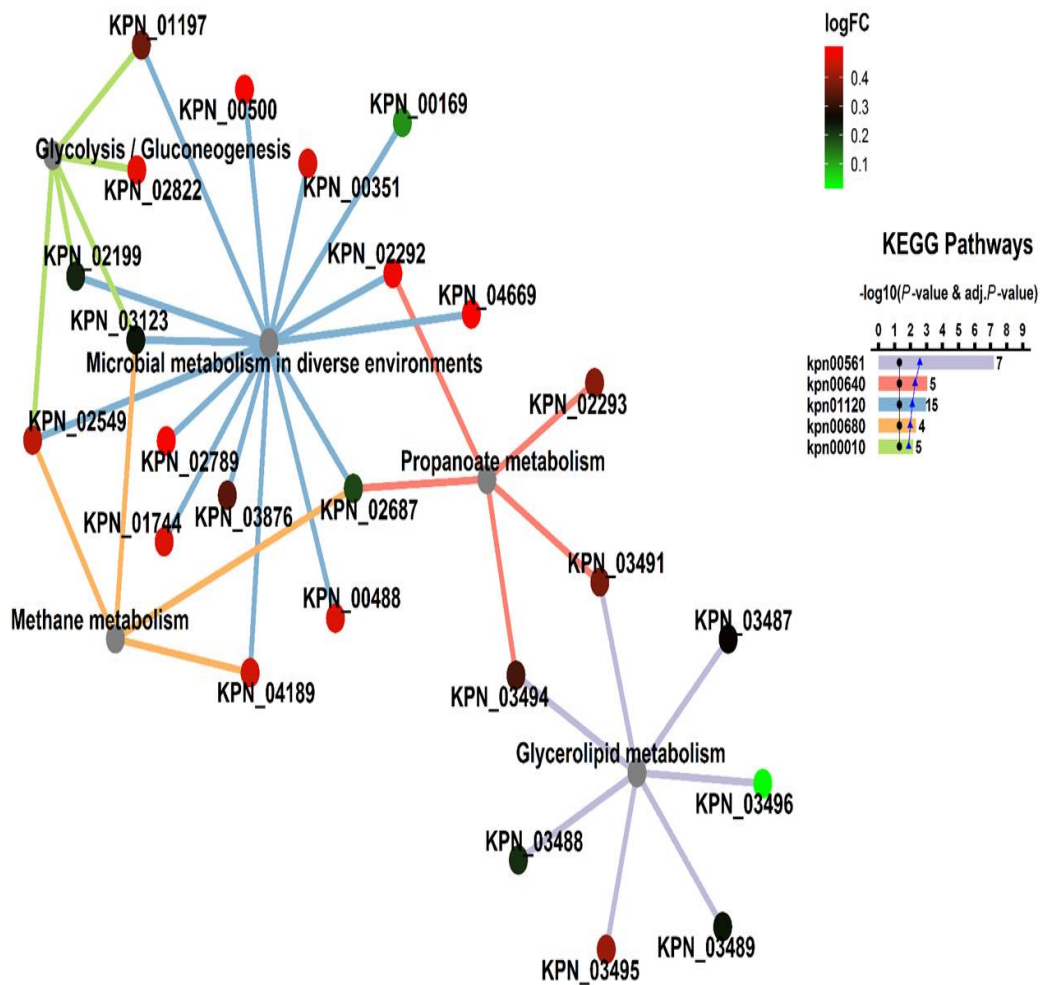 logFC
KPN_01197
0.4
KPN_00500
KPN_00169
0.3
0.2
Glycolysis / Gluconeogenesis
0.1
KPN_02822
KPN_00351
KPN_02199
KPN_02292
KEGG Pathways
KPN_04669
-log10(P-value & adj.P-value)
KPN_03123
0 1 2 3 4 5 6 7 8 9
Microbial metabolism in diverse environments
kpn00561 7
kpn00640 5
kpn01120 15
kpn00680 4
kpn00010 5
KPN_02293
KPN_02549
KPN_02789
Propanoate metabolism
KPN_03876
KPN_02687
KPN_01744
KPN_03491
KPN_00488
Methane metabolism
KPN_03487
KPN_04189
KPN_03494
Glycerolipid metabolism
KPN_03496
KPN_03488
KPN_03489
KPN_03495